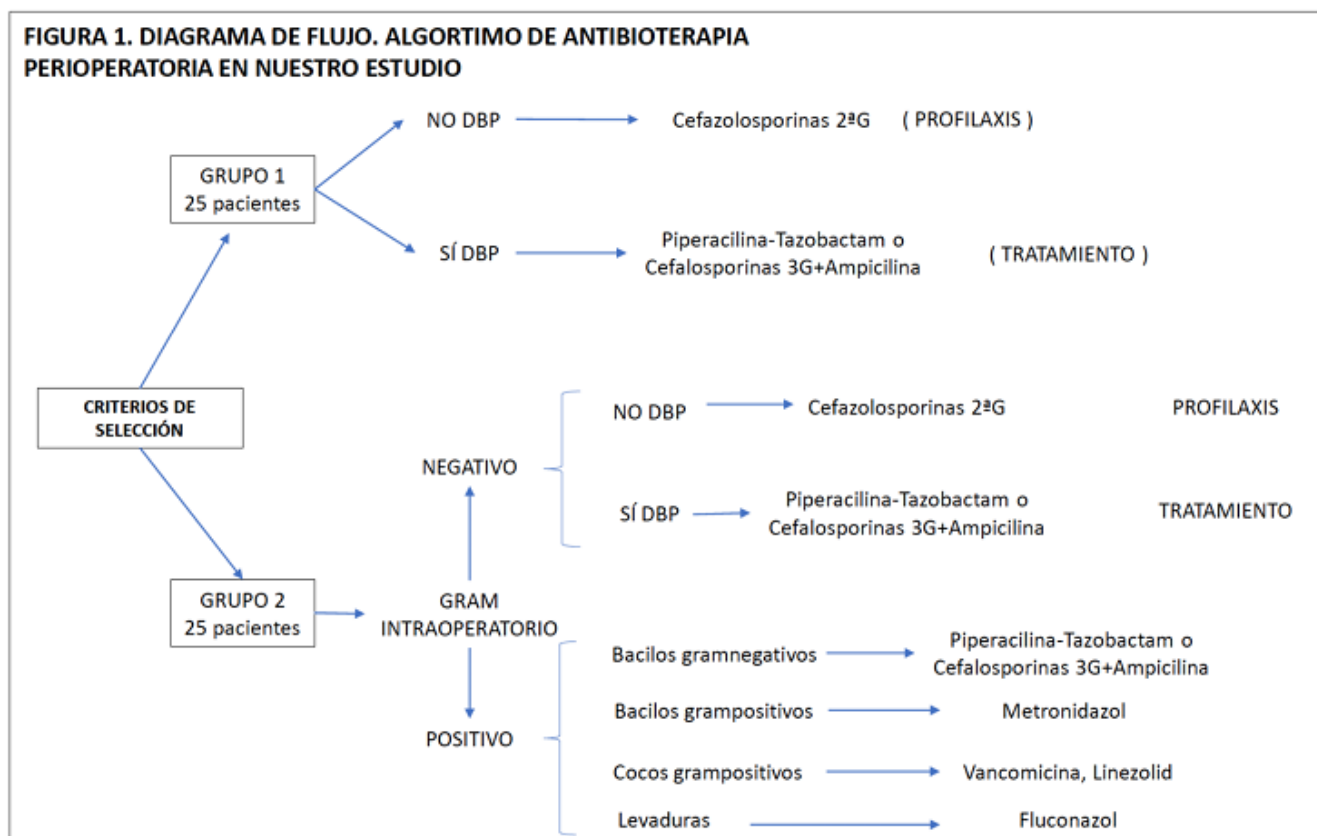 FIGURA 1. DIAGRAMA DE FLUJO. ALGORTIMO DE ANTIBIOTERAPIA
PERIOPERATORIA EN NUESTRO ESTUDIO
NO DBP
Cefazolosporinas 2ªG
( PROFILAXIS )
GRUPO 1
25 pacientes
SÍ DBP
Piperacilina-Tazobactam o
Cefalosporinas 3G+Ampicilina
( TRATAMIENTO )
CRITERIOS DE
SELECCIÓN
GRUPO 2
25 pacientes
GRAM
INTRAOPERATORIO
NEGATIVO
NO DBP
Cefazolosporinas 2ªG
PROFILAXIS
SÍ DBP
Piperacilina-Tazobactam o
Cefalosporinas 3G+Ampicilina
TRATAMIENTO
POSITIVO
Bacilos gramnegativos
Piperacilina-Tazobactam o
Cefalosporinas 3G+Ampicilina
Bacilos grampositivos
Metronidazol
Cocos grampositivos
Vancomicina, Linezolid
Levaduras
Fluconazol